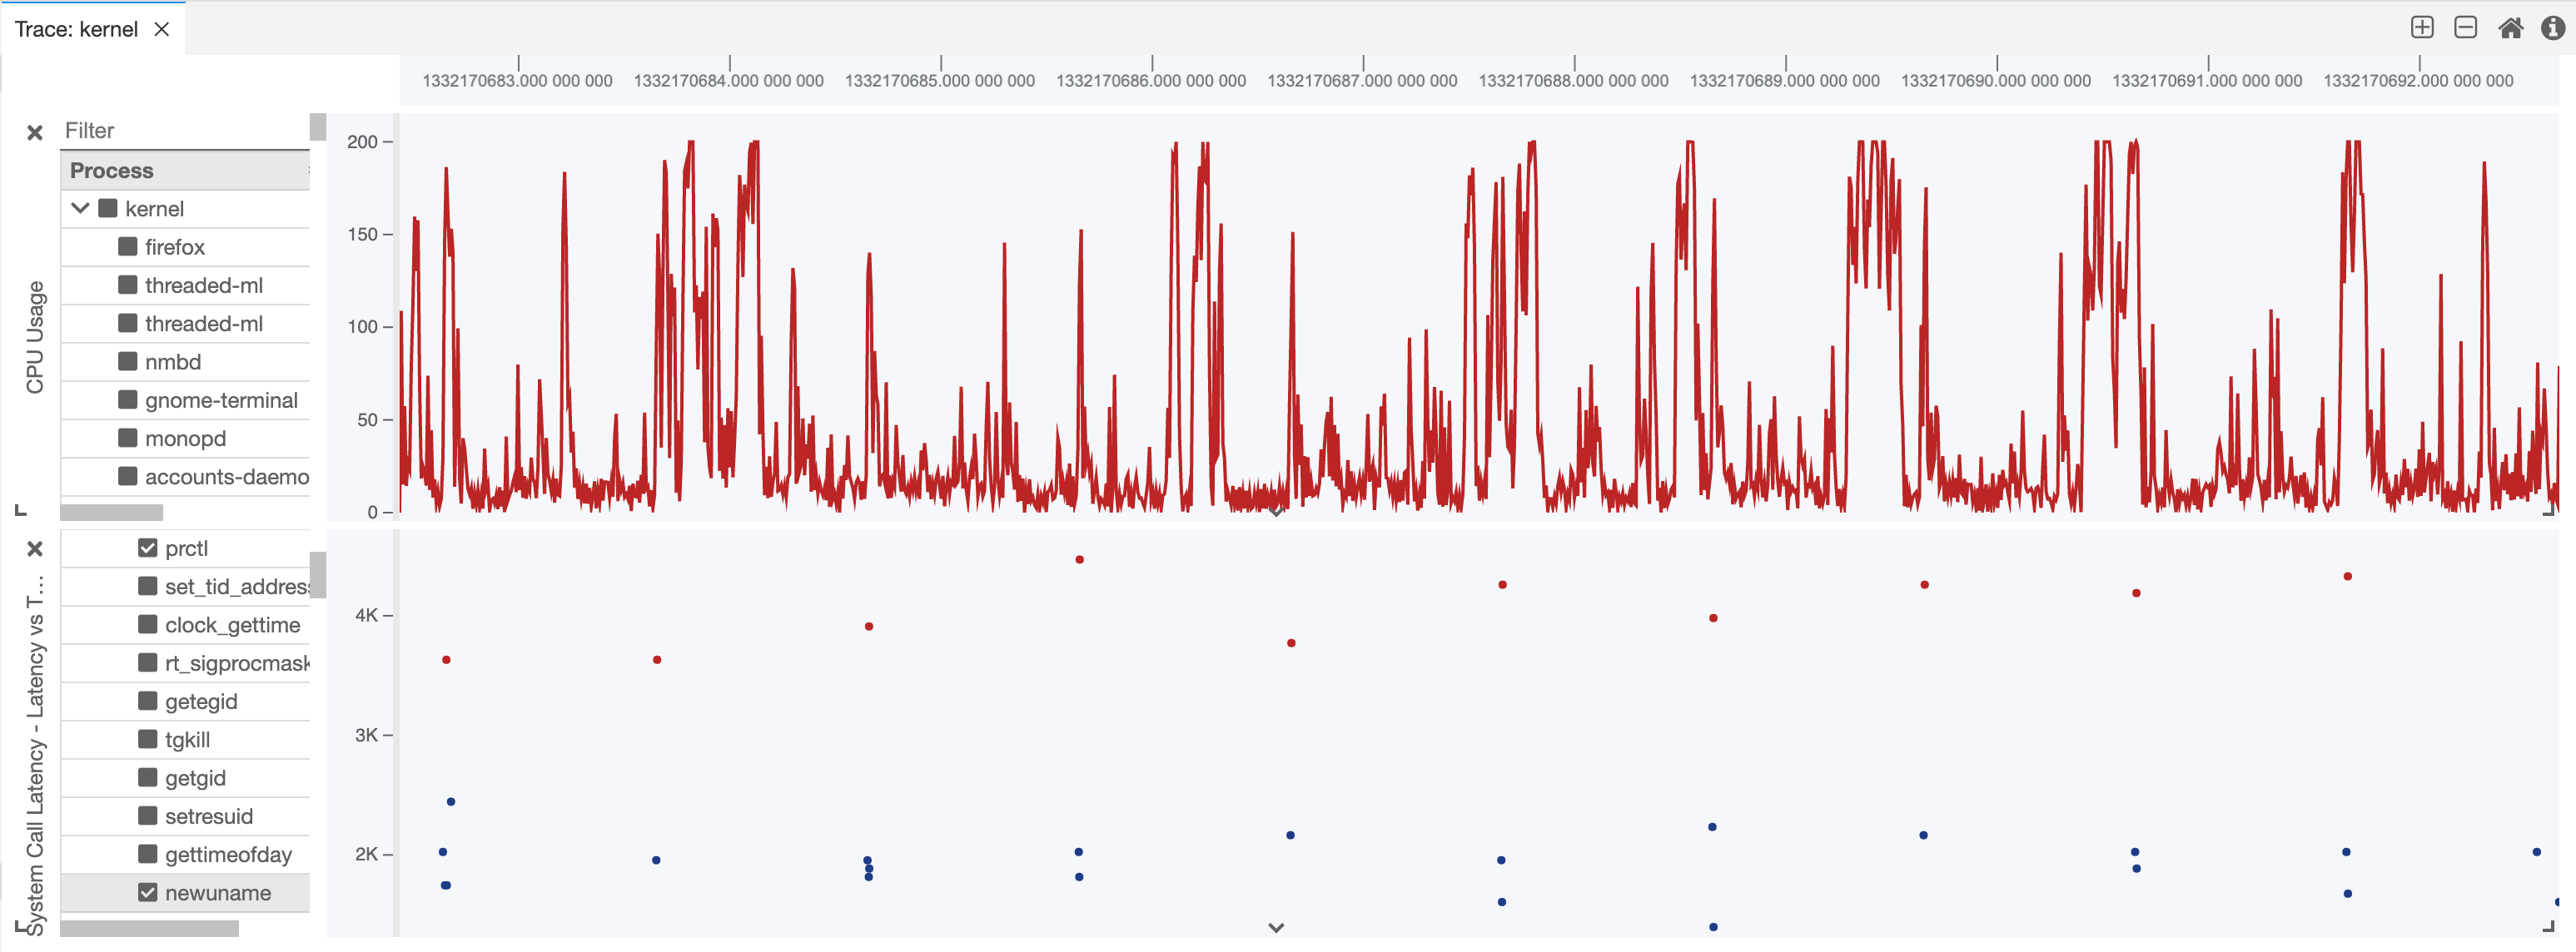 Trace: kernel
1332170683.000 000 000
1332170684.000 000 000
1332170685.000 000 000
1332170686.000 000 000
1332170687.000 000 000
1332170688.000 000 000
1332170689.000 000 000
1332170690.000 000 000
1332170691.000 000 000
1332170692.000 000 000
CPU Usage
Filter
Process
kernel
firefox
threaded-ml
threaded-ml
nmbd
gnome-terminal
monopd
accounts-daemo
200
150
100
50
0
System Call Latency - Latency vs T...
prctl
set_tid_address
clock_gettime
rt_sigprocmask
getegid
tgkill
getgid
setresuid
gettimeofday
newuname
4K
3K
2K